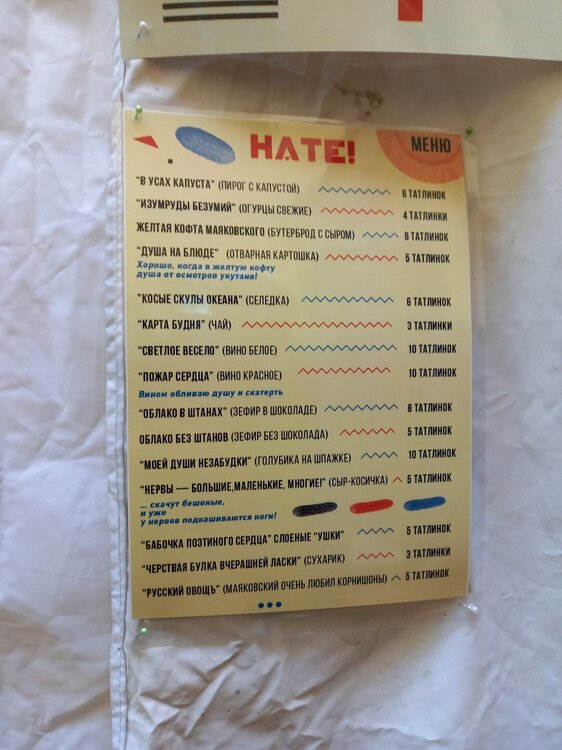 НАТЕ!
МЕНЮ
"В УСАХ КАПУСТА" (ПИРОГ С КАПУСТОЙ) 6 ТАТЛИНОК
"ИЗУМРУДЫ БЕЗУМИЙ" (ОГУРЦЫ СВЕЖИЕ) 4 ТАТЛИНКИ
ЖЕЛТАЯ КОФТА МАЯКОВСКОГО (БУТЕРБРОД С СЫРОМ) 8 ТАТЛИНОК
"ДУША НА БЛЮДЕ" (ОТВАРНАЯ КАРТОШКА) 5 ТАТЛИНОК
Хорошо, когда в желтую кофту
душа от осмотров укутана!
"КОСЫЕ СКУЛЫ ОКЕАНА" (СЕЛЕДКА) 6 ТАТЛИНОК
"КАРТА БУДНЯ" (ЧАЙ) 3 ТАТЛИНКИ
"СВЕТЛОЕ ВЕСЕЛО" (ВИНО БЕЛОЕ) 10 ТАТЛИНОК
"ПОЖАР СЕРДЦА" (ВИНО КРАСНОЕ) 10 ТАТЛИНОК
Вином обливаю душу и скатерть
"ОБЛАКО В ШТАНАХ" (ЗЕФИР В ШОКОЛАДЕ) 8 ТАТЛИНОК
ОБЛАКО БЕЗ ШТАНОВ (ЗЕФИР БЕЗ ШОКОЛАДА) 5 ТАТЛИНОК
"МОЕЙ ДУШИ НЕЗАБУДКИ" (ГОЛУБИКА НА ШПАЖКЕ) 10 ТАТЛИНОК
"НЕРВЫ — БОЛЬШИЕ,МАЛЕНЬКИЕ, МНОГИЕ!" (СЫР-КОСИЧКА) 5 ТАТЛИНОК
... скачут бешеные,
и уже
у нервов подкашиваются ноги!
"БАБОЧКА ПОЭТИНОГО СЕРДЦА" СЛОЕНЫЕ "УШКИ" 5 ТАТЛИНОК
"ЧЕРСТВАЯ БУЛКА ВЧЕРАШНЕЙ ЛАСКИ" (СУХАРИК) 3 ТАТЛИНКИ
"РУССКИЙ ОВОЩЪ" (МАЯКОВСКИЙ ОЧЕНЬ ЛЮБИЛ КОРНИШОНЫ) 5 ТАТЛИНОК